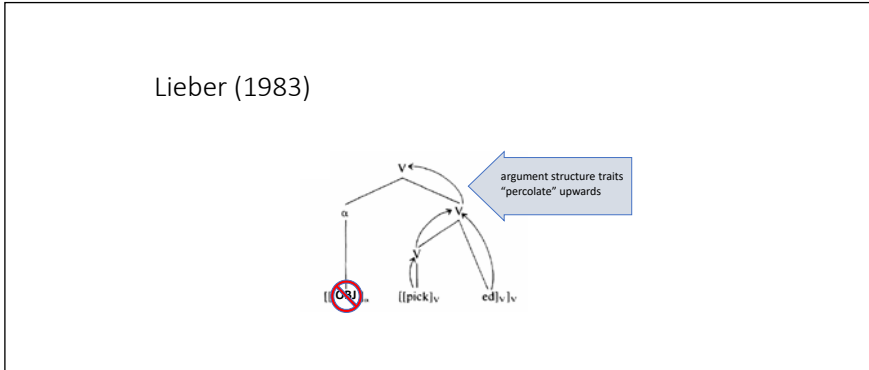 Lieber (1983)
V
argument structure traits
"percolate" upwards
α
V
V
[[OBJ]α
[[pick]V
ed]V]V